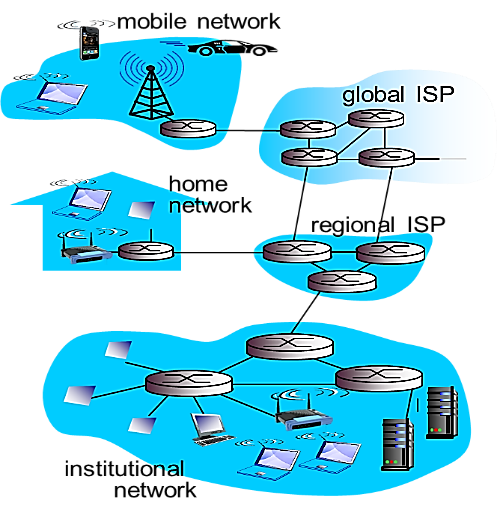 mobile network
global ISP
home
network
regional ISP
institutional
network